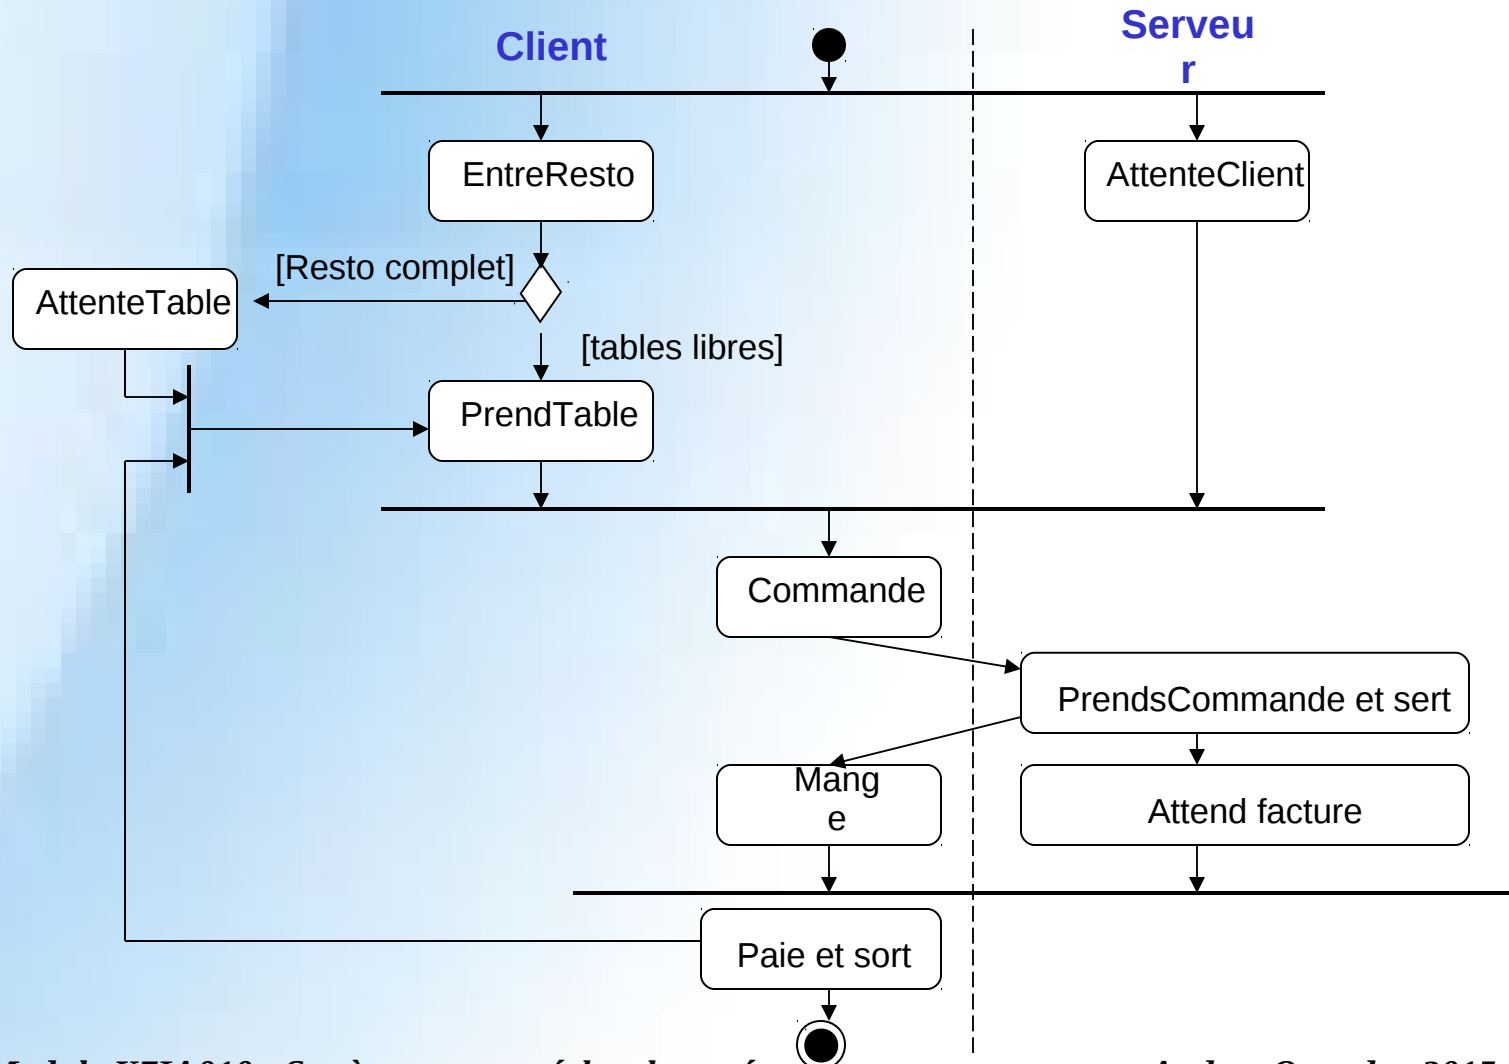 Client
Serveu
r
EntreResto
AttenteClient
[Resto complet]
AttenteTable
[tables libres]
PrendTable
Commande
PrendsCommande et sert
Mang
e
Attend facture
Paie et sort